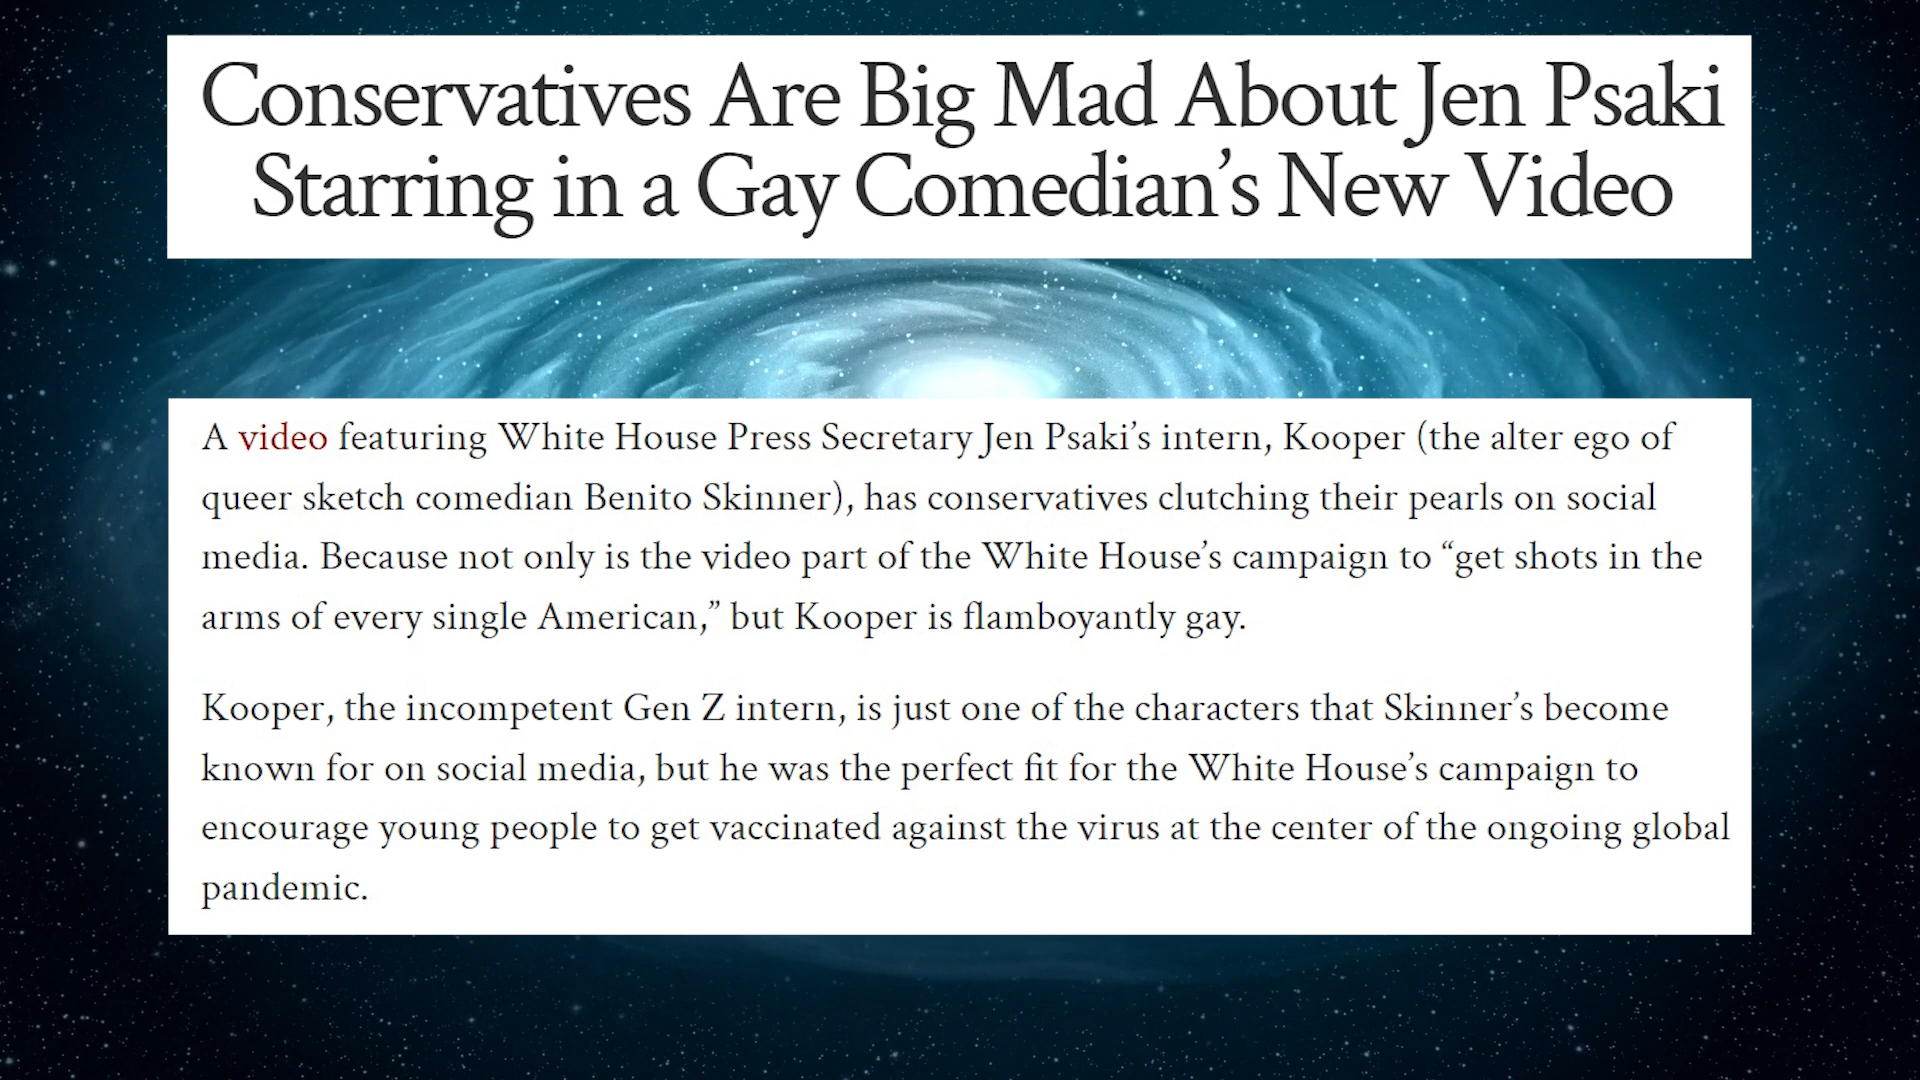 Conservatives Are Big Mad About Jen Psaki
Starring in a Gay Comedian’s New Video
A video featuring White House Press Secretary Jen Psaki’s intern, Kooper (the alter ego of
queer sketch comedian Benito Skinner), has conservatives clutching their pearls on social
media. Because not only is the video part of the White House’s campaign to “get shots in the
arms of every single American,” but Kooper is flamboyantly gay.
Kooper, the incompetent Gen Z intern, is just one of the characters that Skinner’s become
known for on social media, but he was the perfect fit for the White House’s campaign to
encourage young people to get vaccinated against the virus at the center of the ongoing global
pandemic.